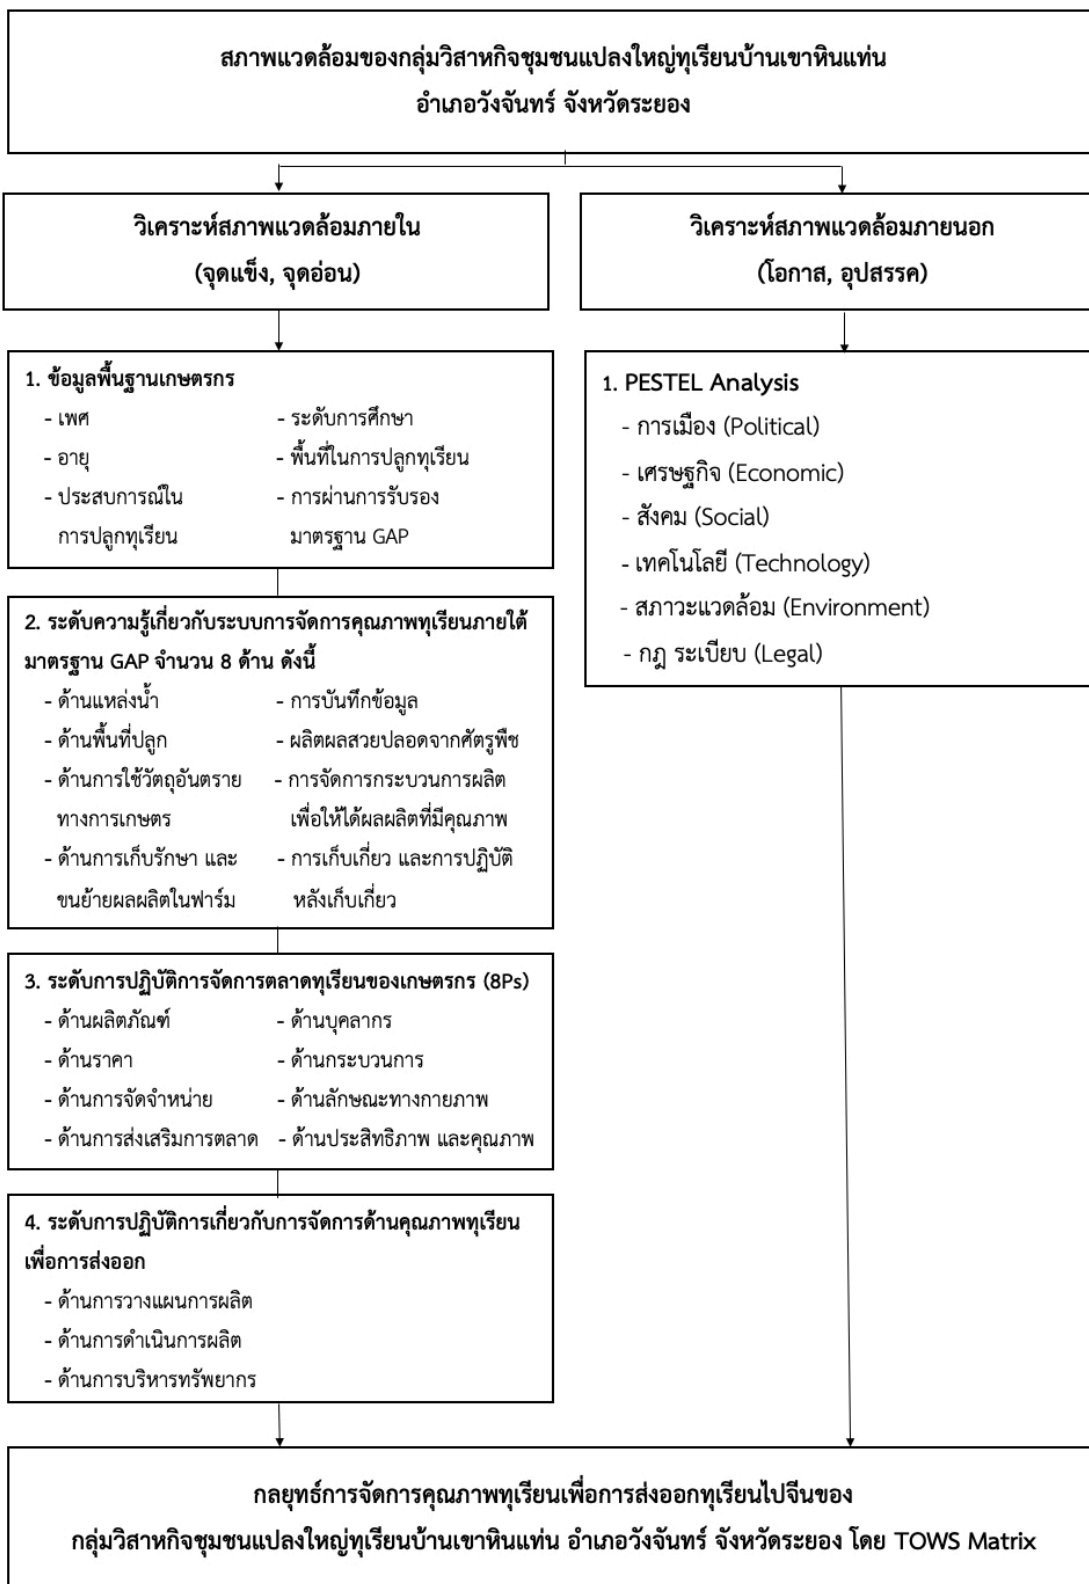 สภาพแวดล้อมของกลุ่มวิสาหกิจชุมชนแปลงใหญ่ทุเรียนบ้านเขาหินแท่น
อำเภอวังจันทร์ จังหวัดระยอง
วิเคราะห์สภาพแวดล้อมภายใน
(จุดแข็ง, จุดอ่อน)
วิเคราะห์สภาพแวดล้อมภายนอก
(โอกาส, อุปสรรค)
1. ข้อมูลพื้นฐานเกษตรกร
- เพศ
- อายุ
- ประสบการณ์ใน
การปลูกทุเรียน
- ระดับการศึกษา
- พื้นที่ในการปลูกทุเรียน
- การผ่านการรับรอง
มาตรฐาน GAP
2. ระดับความรู้เกี่ยวกับระบบการจัดการคุณภาพทุเรียนภายใต้
มาตรฐาน GAP จำนวน 8 ด้าน ดังนี้
- ด้านแหล่งน้ำ
- ด้านพื้นที่ปลูก
- ด้านการใช้วัตถุอันตราย
ทางการเกษตร
- ด้านการเก็บรักษา และ
ขนย้ายผลผลิตในฟาร์ม
- การบันทึกข้อมูล
- ผลิตผลสวยปลอดจากศัตรูพืช
- การจัดการกระบวนการผลิต
เพื่อให้ได้ผลผลิตที่มีคุณภาพ
- การเก็บเกี่ยว และการปฏิบัติ
หลังเก็บเกี่ยว
3. ระดับการปฏิบัติการจัดการตลาดทุเรียนของเกษตรกร (8Ps)
- ด้านผลิตภัณฑ์
- ด้านราคา
- ด้านการจัดจำหน่าย
- ด้านการส่งเสริมการตลาด
- ด้านบุคลากร
- ด้านกระบวนการ
- ด้านลักษณะทางกายภาพ
- ด้านประสิทธิภาพ และคุณภาพ
4. ระดับการปฏิบัติการเกี่ยวกับการจัดการด้านคุณภาพทุเรียน
เพื่อการส่งออก
- ด้านการวางแผนการผลิต
- ด้านการดำเนินการผลิต
- ด้านการบริหารทรัพยากร
1. PESTEL Analysis
- การเมือง (Political)
- เศรษฐกิจ (Economic)
- สังคม (Social)
- เทคโนโลยี (Technology)
- สภาวะแวดล้อม (Environment)
- กฎ ระเบียบ (Legal)
กลยุทธ์การจัดการคุณภาพทุเรียนเพื่อการส่งออกทุเรียนไปจีนของ
กลุ่มวิสาหกิจชุมชนแปลงใหญ่ทุเรียนบ้านเขาหินแท่น อำเภอวังจันทร์ จังหวัดระยอง โดย TOWS Matrix